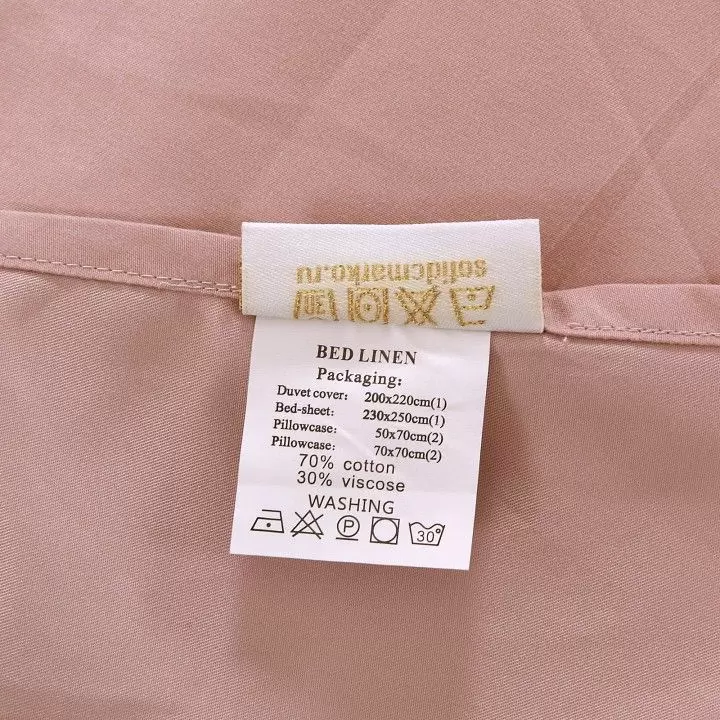 solidcmarko.ru
30
BED LINEN
Packaging:
Duvet cover: 200x220cm(1)
Bed-sheet: 230x250cm(1)
Pillowcase: 50x70cm(2)
Pillowcase: 70x70cm(2)
70% cotton
30% viscose
WASHING
P 30°